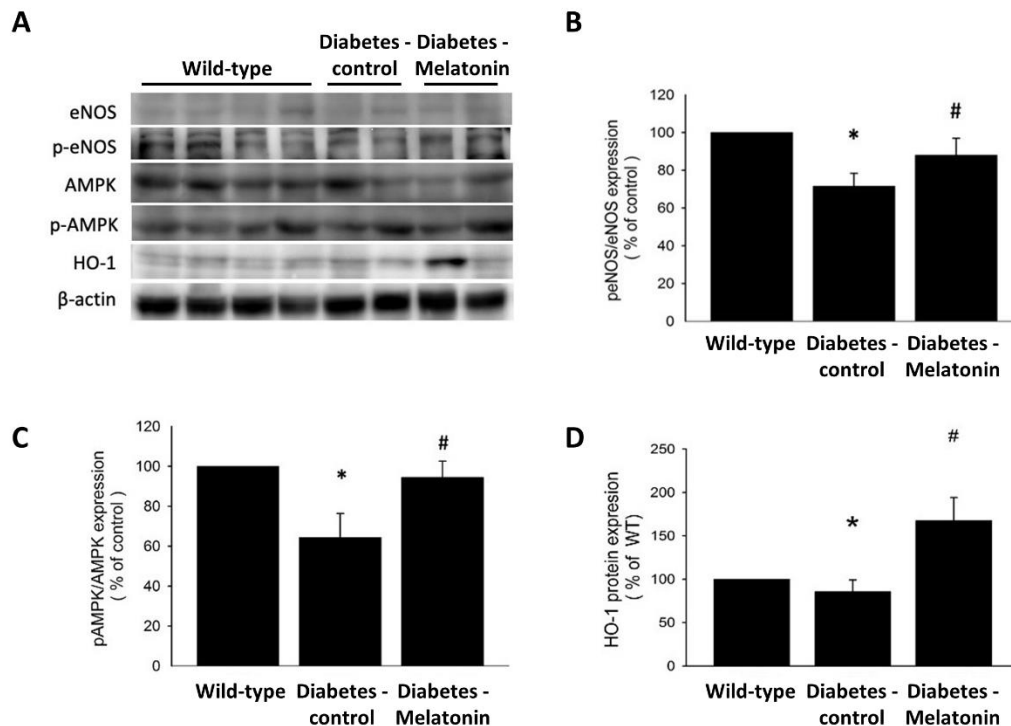 A
Diabetes - Diabetes -
Wild-type control Melatonin
eNOS
p-eNOS
AMPK
p-AMPK
HO-1
β-actin
B
peNOS/eNOS expression
( % of control )
120
100
80
60
40
20
0
*
#
Wild-type Diabetes - Diabetes -
control Melatonin
C
pAMPK/AMPK expression
( % of control )
120
100
80
60
40
20
0
*
#
Wild-type Diabetes - Diabetes -
control Melatonin
D
HO-1 protein expresion
( % of WT)
250
200
150
100
50
0
*
#
Wild-type Diabetes - Diabetes -
control Melatonin